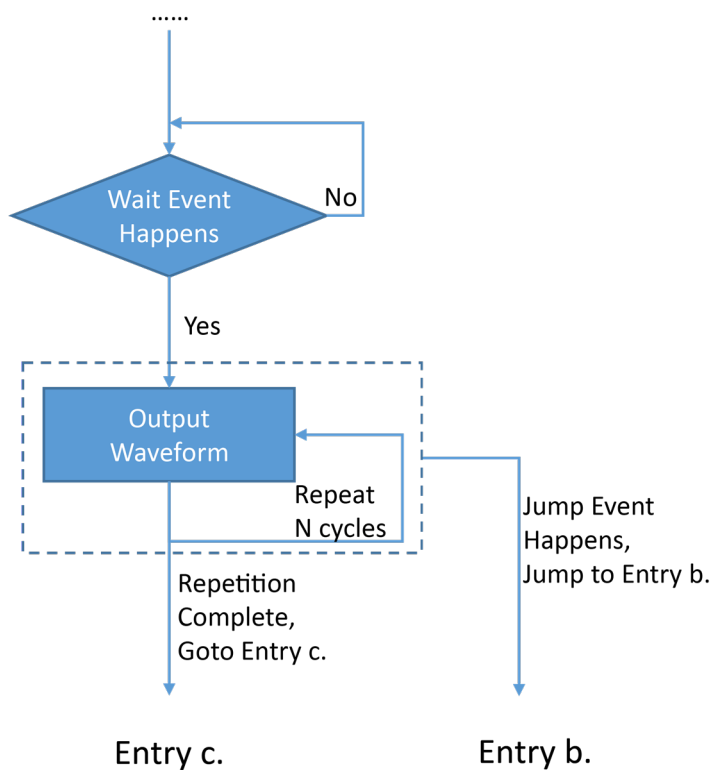 ......
Wait Event
Happens
No
Yes
Output
Waveform
Repeat
N cycles
Jump Event
Happens,
Jump to Entry b.
Repetition
Complete,
Goto Entry c.
Entry c.
Entry b.